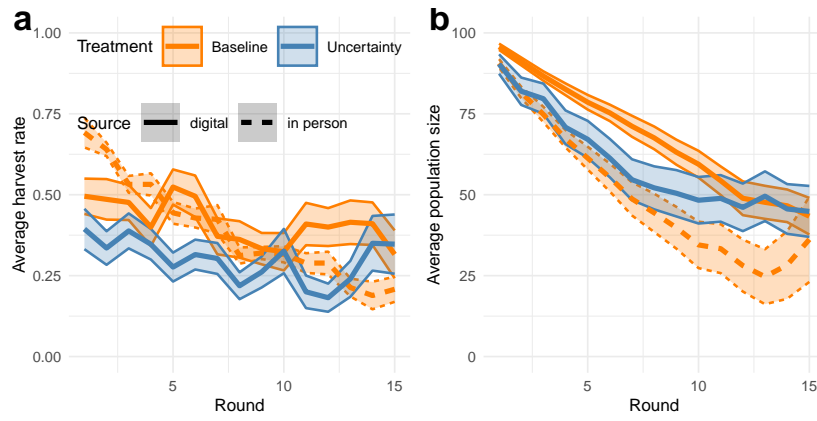 a
Treatment Baseline Uncertainty
Source digital in person
Average harvest rate
1.00
0.75
0.50
0.25
0.00
5 10 15
Round
b
Average population size
100
75
50
25
0
5 10 15
Round